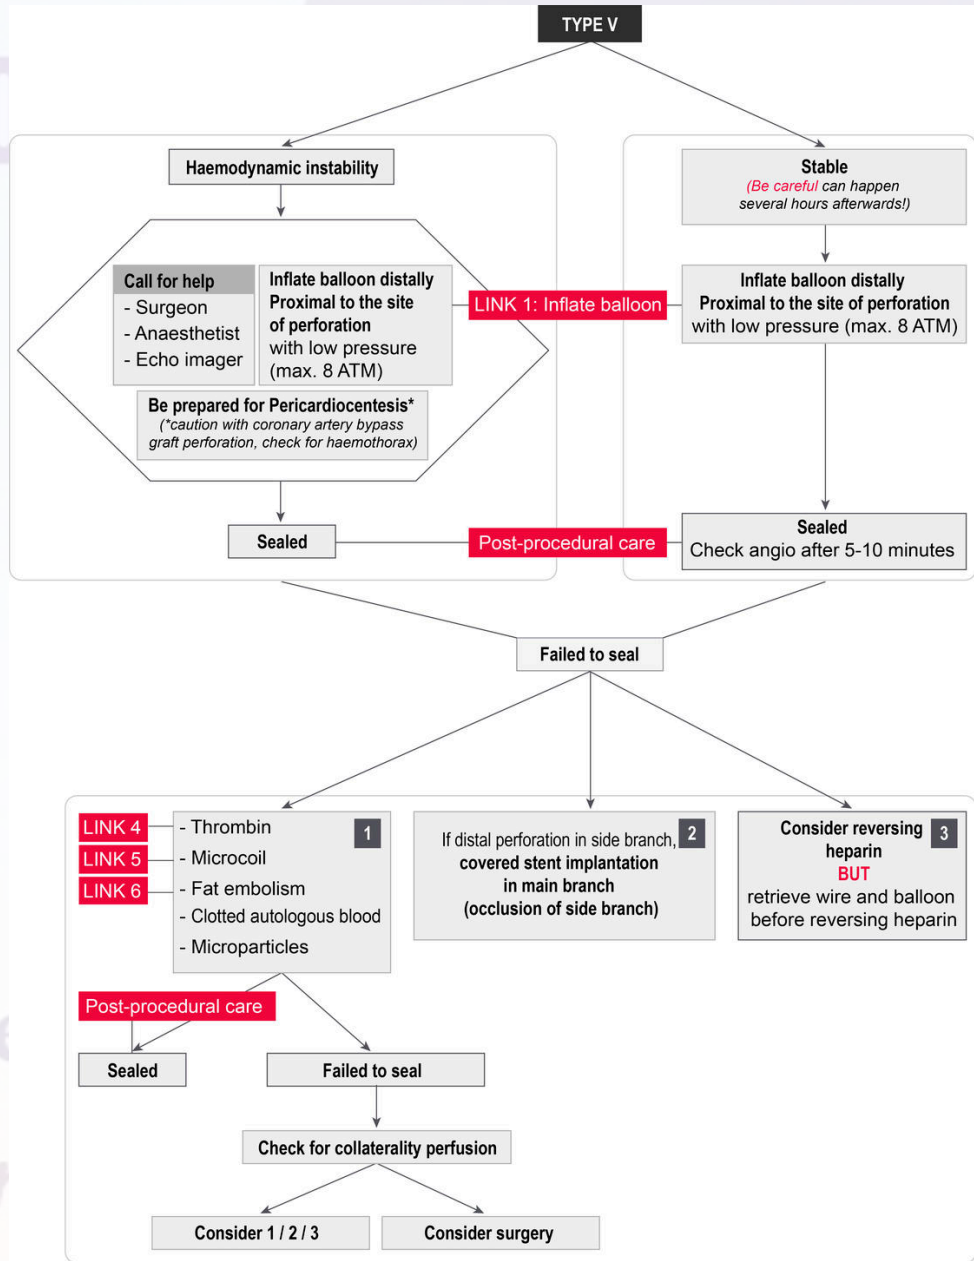 TYPE V
Haemodynamic instability
Call for help
- Surgeon
- Anaesthetist
- Echo imager
Inflate balloon distally
Proximal to the site
of perforation
with low pressure
(max. 8 ATM)
Be prepared for Pericardiocentesis*
(*caution with coronary artery bypass
graft perforation, check for haemothorax)
Sealed
LINK 1: Inflate balloon
Post-procedural care
Stable
(Be careful can happen
several hours afterwards!)
Inflate balloon distally
Proximal to the site of perforation
with low pressure (max. 8 ATM)
Sealed
Check angio after 5-10 minutes
Failed to seal
LINK 4
LINK 5
LINK 6
1
- Thrombin
- Microcoil
- Fat embolism
- Clotted autologous blood
- Microparticles
2
If distal perforation in side branch,
covered stent implantation
in main branch
(occlusion of side branch)
3
Consider reversing
heparin
BUT
retrieve wire and balloon
before reversing heparin
Post-procedural care
Sealed
Failed to seal
Check for collaterality perfusion
Consider 1 / 2 / 3
Consider surgery